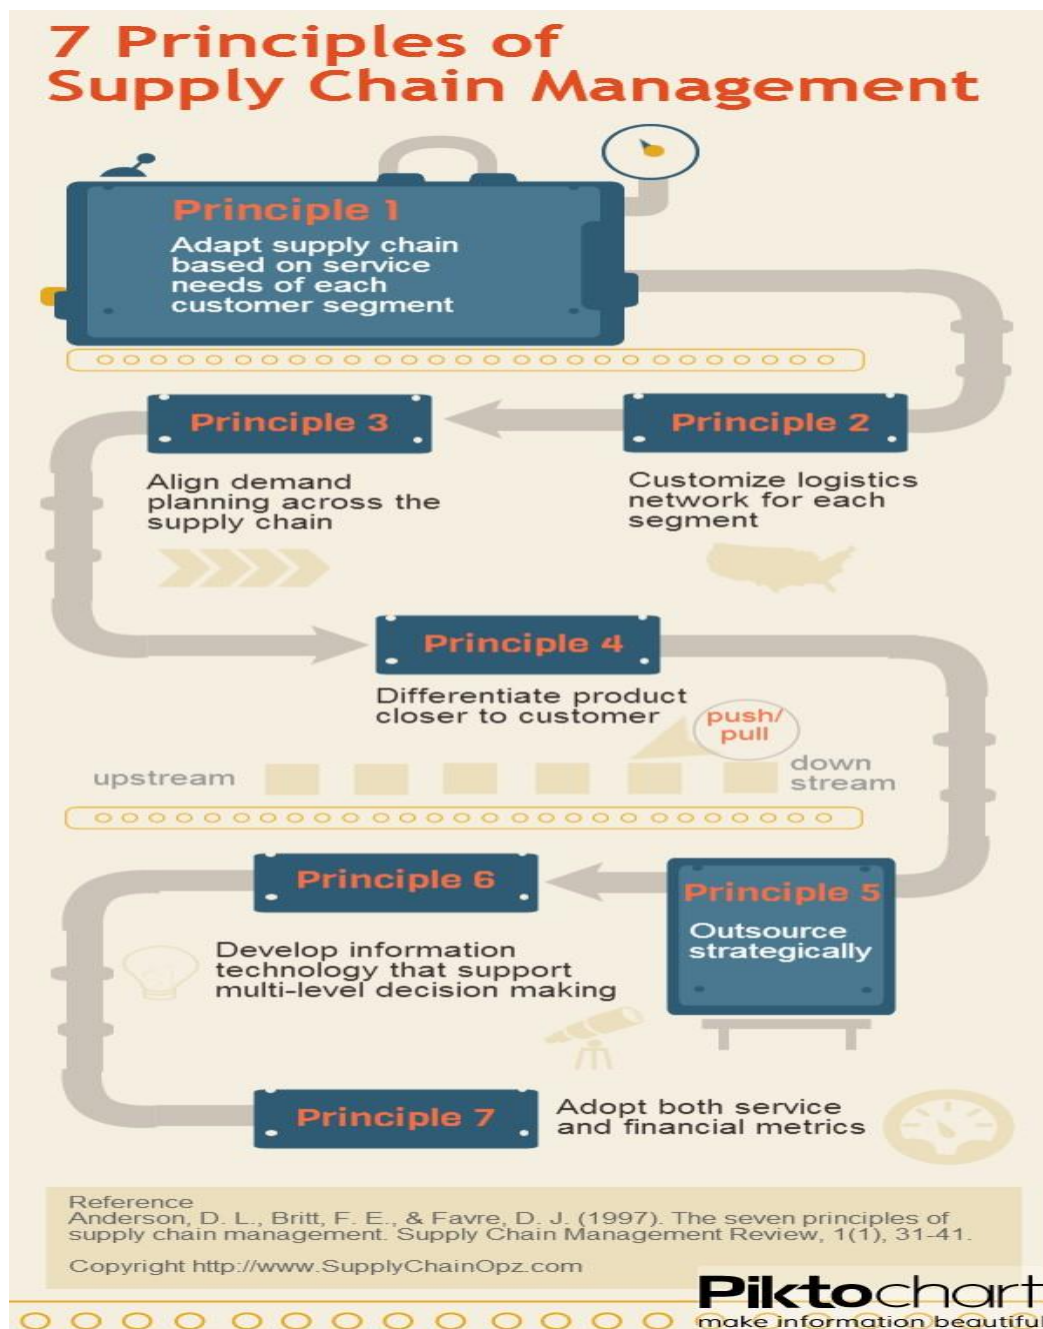 7 Principles of
Supply Chain Management
Principle 1
Adapt supply chain
based on service
needs of each
customer segment
Principle 2
Customize logistics
network for each
segment
Principle 3
Align demand
planning across the
supply chain
Principle 4
Differentiate product
closer to customer
push/
pull
upstream
down
stream
Principle 5
Outsource
strategically
Principle 6
Develop information
technology that support
multi-level decision making
Principle 7
Adopt both service
and financial metrics
Reference
Anderson, D. L., Britt, F. E., & Favre, D. J. (1997). The seven principles of
supply chain management. Supply Chain Management Review, 1(1), 31-41.
Copyright http://www.SupplyChainOpz.com
Piktochart
make information beautiful